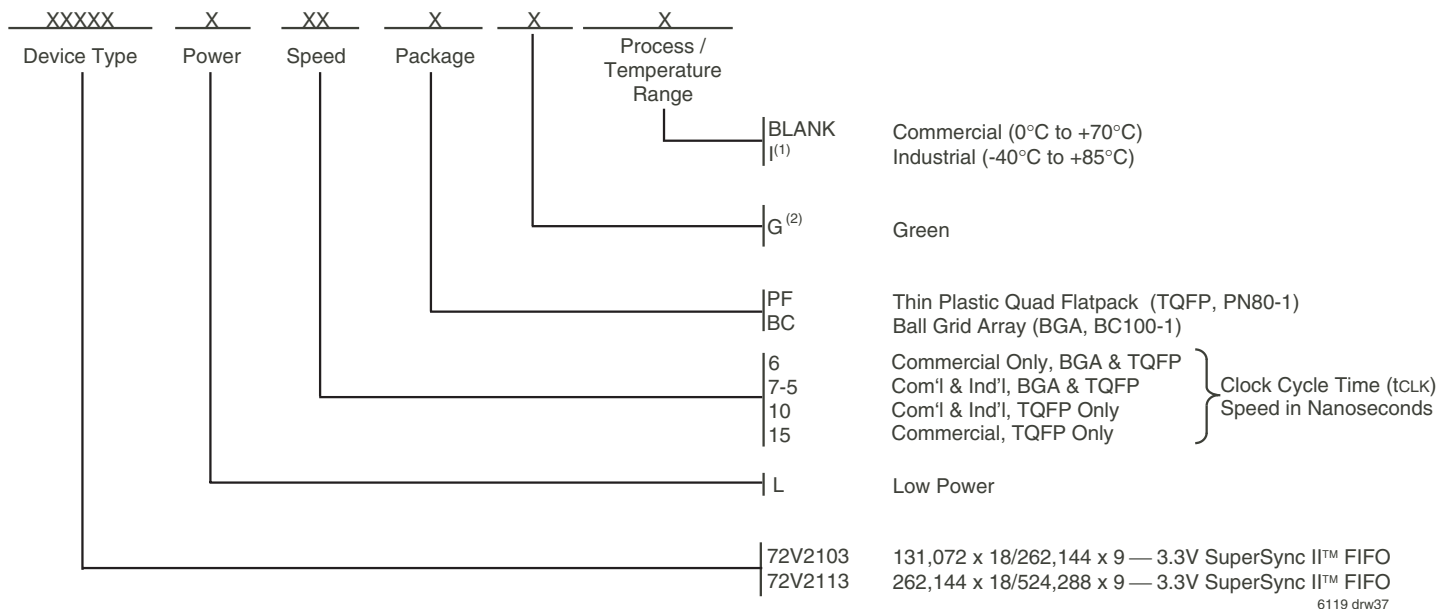 XXXXX X XX X X X
Device Type Power Speed Package Process /
Temperature
Range
BLANK Commercial (0°C to +70°C)
I(1) Industrial (-40°C to +85°C)
G (2) Green
PF Thin Plastic Quad Flatpack (TQFP, PN80-1)
BC Ball Grid Array (BGA, BC100-1)
6 Commercial Only, BGA & TQFP
7-5 Com'l & Ind'l, BGA & TQFP
10 Com'l & Ind'l, TQFP Only
15 Commercial, TQFP Only
Clock Cycle Time (tCLK)
Speed in Nanoseconds
L Low Power
72V2103 131,072 x 18/262,144 x 9 — 3.3V SuperSync II™ FIFO
72V2113 262,144 x 18/524,288 x 9 — 3.3V SuperSync II™ FIFO
6119 drw37